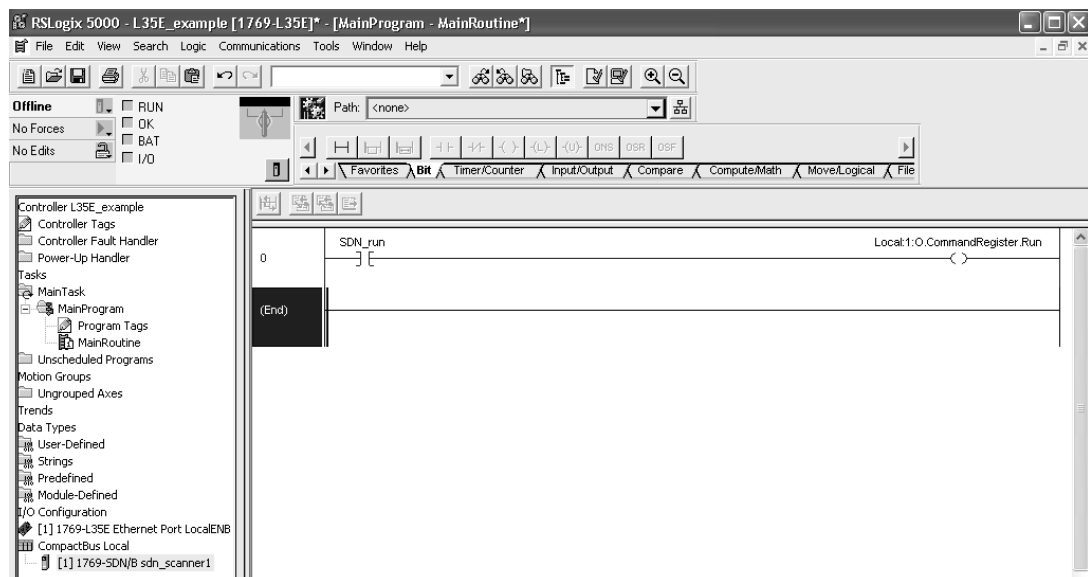 RSLogix 5000 - L35E_example [1769-L35E]* - [MainProgram - MainRoutine*]
File Edit View Search Logic Communications Tools Window Help
Offline RUN Path: <none>
No Forces OK
No Edits BAT
I/O
ONS OSR OSF
Favorites Bit Timer/Counter Input/Output Compare Compute/Math Move/Logical File
Controller L35E_example
Controller Tags
Controller Fault Handler
Power-Up Handler
Tasks
MainTask
MainProgram
Program Tags
MainRoutine
Unscheduled Programs
Motion Groups
Ungrouped Axes
Trends
Data Types
User-Defined
Strings
Predefined
Module-Defined
I/O Configuration
[1] 1769-L35E Ethernet Port LocalENB
CompactBus Local
[1] 1769-SDN/B sdn_scanner1
SDN_run Local:1:O.CommandRegister.Run
0
(End)